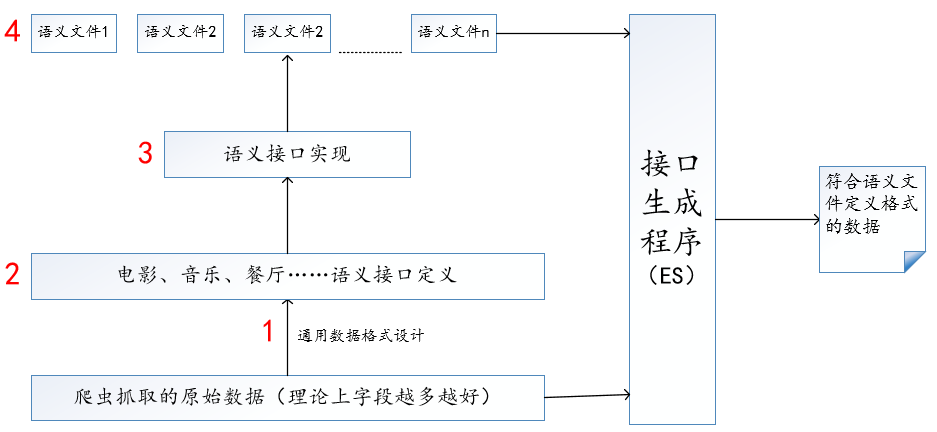 4
语义文件1
语义文件2
语义文件2
语义文件n
3
语义接口实现
2
电影、音乐、餐厅……语义接口定义
1
通用数据格式设计
爬虫抓取的原始数据（理论上字段越多越好）
接口
生成
程序
（ES）
符合语义文
件定义格式
的数据